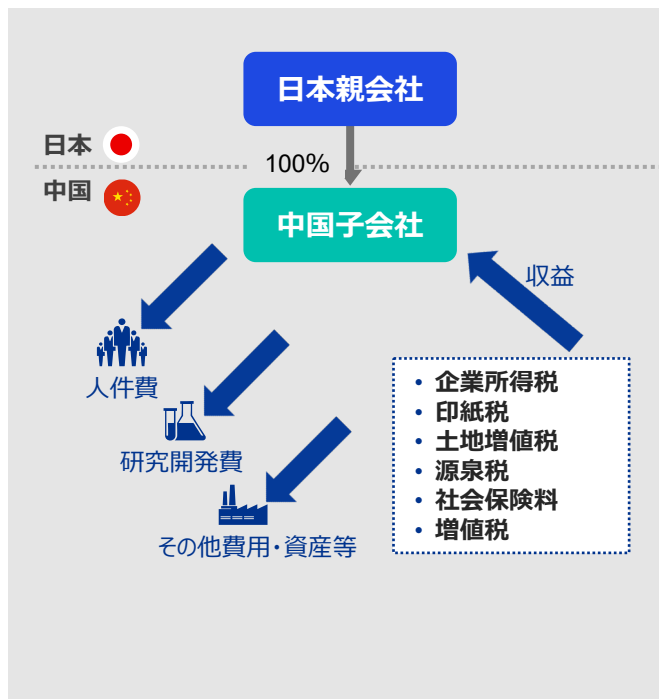 日本親会社
日本
100%
中国
中国子会社
収益
人件費
研究開発費
その他費用・資産等
• 企業所得税
• 印紙税
• 土地増値税
• 源泉税
• 社会保険料
• 増値税